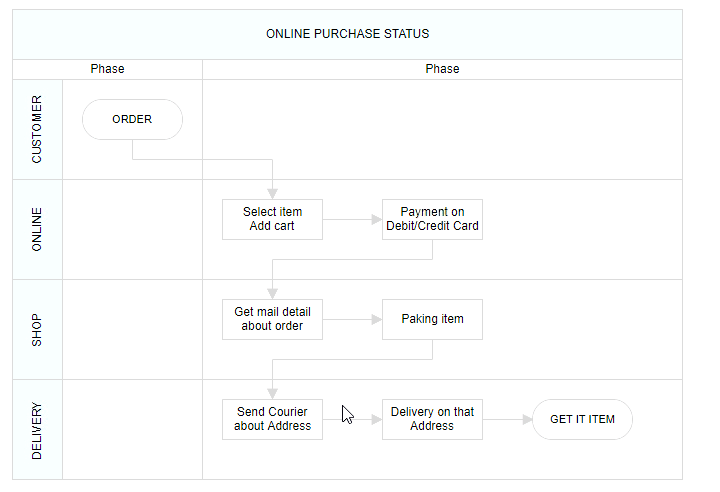 ONLINE PURCHASE STATUS
Phase
Phase
CUSTOMER
ORDER
ONLINE
Select item
Add cart
Payment on
Debit/Credit Card
SHOP
Get mail detail
about order
Paking item
DELIVERY
Send Courier
about Address
Delivery on that
Address
GET IT ITEM